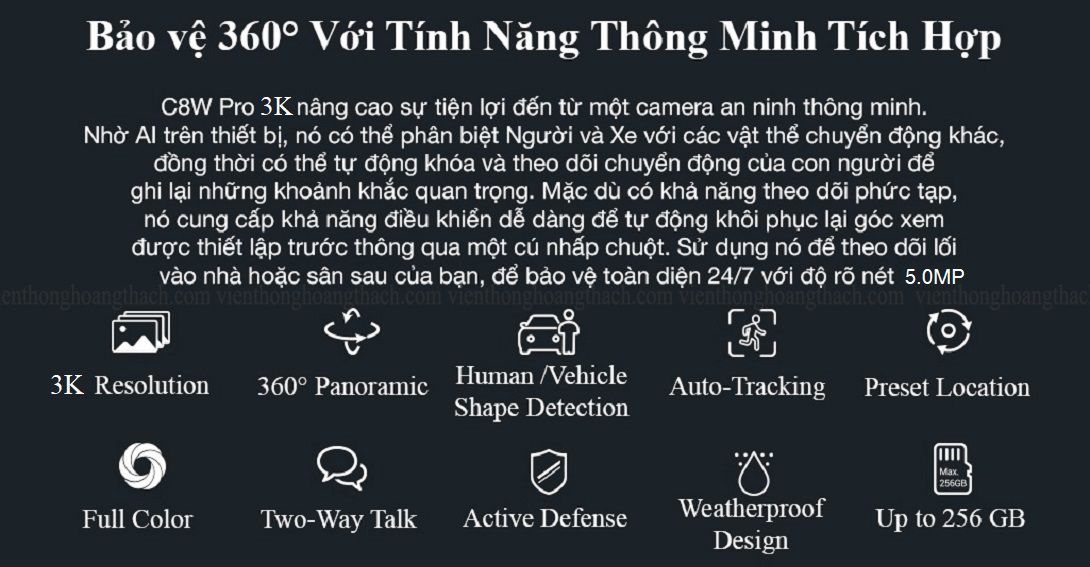 Bảo vệ 360° Với Tính Năng Thông Minh Tích Hợp
C8W Pro 3K nâng cao sự tiện lợi đến từ một camera an ninh thông minh.
Nhờ AI trên thiết bị, nó có thể phân biệt Người và Xe với các vật thể chuyển động khác,
đồng thời có thể tự động khóa và theo dõi chuyển động của con người để
ghi lại những khoảnh khắc quan trọng. Mặc dù có khả năng theo dõi phức tạp,
nó cung cấp khả năng điều khiển dễ dàng để tự động khôi phục lại góc xem
được thiết lập trước thông qua một cú nhấp chuột. Sử dụng nó để theo dõi lối
vào nhà hoặc sân sau của bạn, để bảo vệ toàn diện 24/7 với độ rõ nét 5.0MP
ienthonghoangthach.com vienthonghoangthach.com vienthonghoangthach.com vienthonghoangthach.com vienthonghoangthach
3K Resolution
360° Panoramic
Human /Vehicle
Shape Detection
Auto-Tracking
Preset Location
Max.
256GB
Full Color
Two-Way Talk
Active Defense
Weatherproof
Design
Up to 256 GB